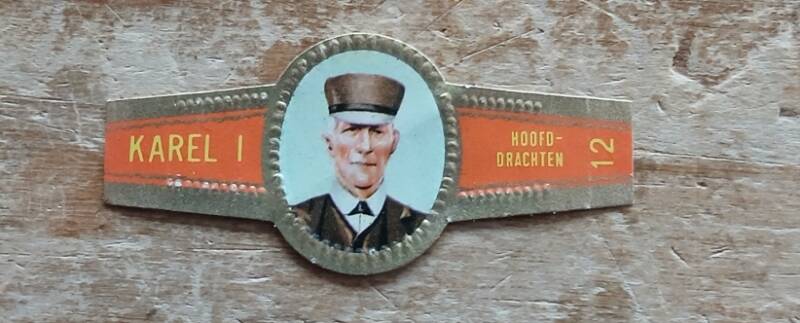 KAREL I
HOOFD-
DRACHTEN
12